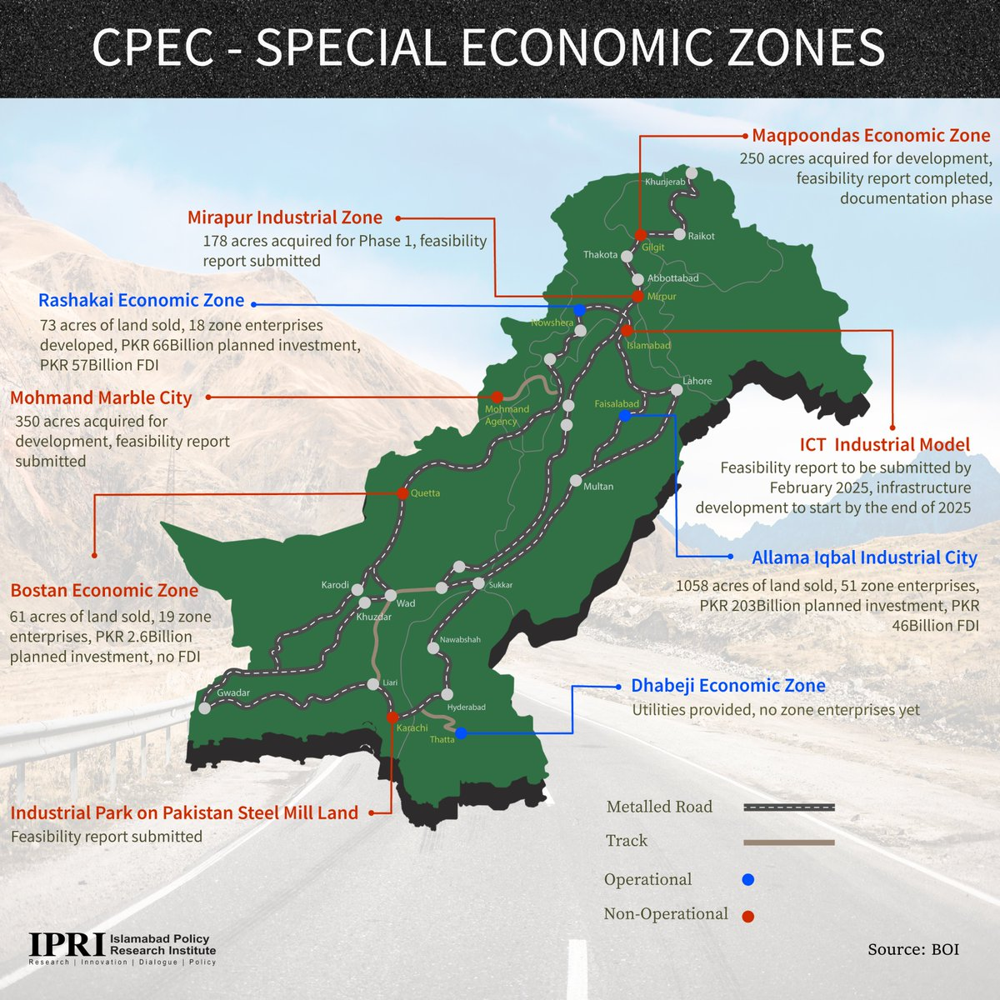 CPEC - SPECIAL ECONOMIC ZONES
Maqpoondas Economic Zone
250 acres acquired for development,
feasibility report completed,
documentation phase
Mirapur Industrial Zone
178 acres acquired for Phase 1, feasibility
report submitted
Rashakai Economic Zone
73 acres of land sold, 18 zone enterprises
developed, PKR 66Billion planned investment,
PKR 57Billion FDI
Mohmand Marble City
350 acres acquired for
development, feasibility report
submitted
ICT Industrial Model
Feasibility report to be submitted by
February 2025, infrastructure
development to start by the end of 2025
Allama Iqbal Industrial City
1058 acres of land sold, 51 zone enterprises,
PKR 203Billion planned investment, PKR
46Billion FDI
Bostan Economic Zone
61 acres of land sold, 19 zone
enterprises, PKR 2.6Billion
planned investment, no FDI
Dhabeji Economic Zone
Utilities provided, no zone enterprises yet
Industrial Park on Pakistan Steel Mill Land
Feasibility report submitted
Khunjerab
Raikot
Gilgit
Thakota
Abbottabad
Mirpur
Nowshera
Islamabad
Lahore
Faisalabad
Mohmand
Agency
Multan
Quetta
Karodi
Sukkar
Wad
Khuzdar
Nawabshah
Liari
Gwadar
Hyderabad
Karachi
Thatta
Metalled Road
Track
Operational
Non-Operational
IPRI
Islamabad Policy
Research Institute
Research | Innovation | Dialogue | Policy
Source: BOI